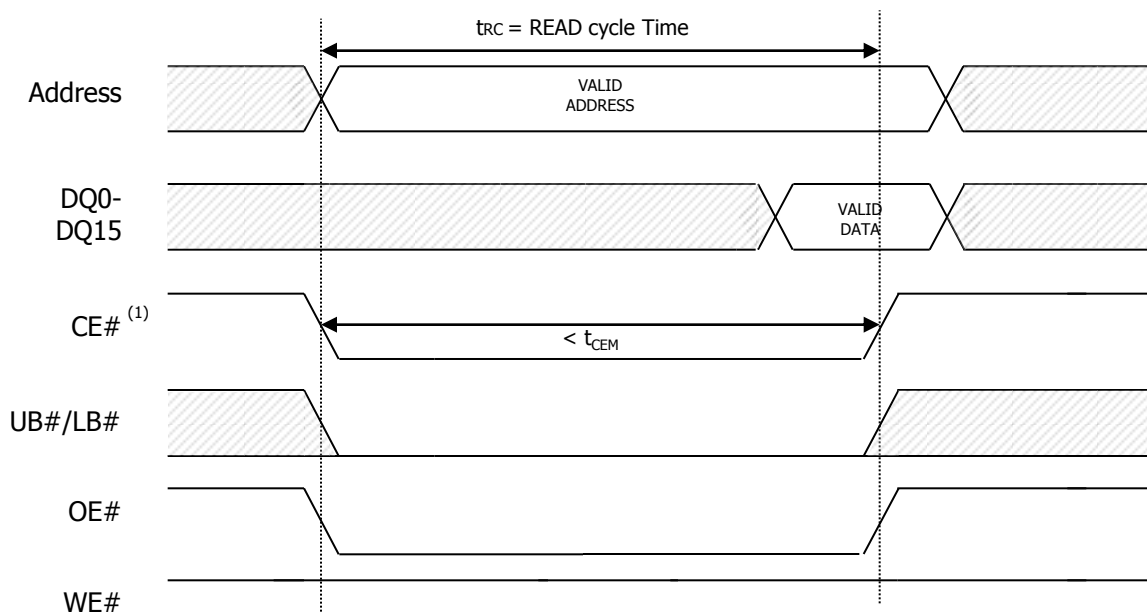 tRC = READ cycle Time
Address
VALID
ADDRESS
DQ0-
DQ15
VALID
DATA
CE# (1)
< tCEM
UB#/LB#
OE#
WE#